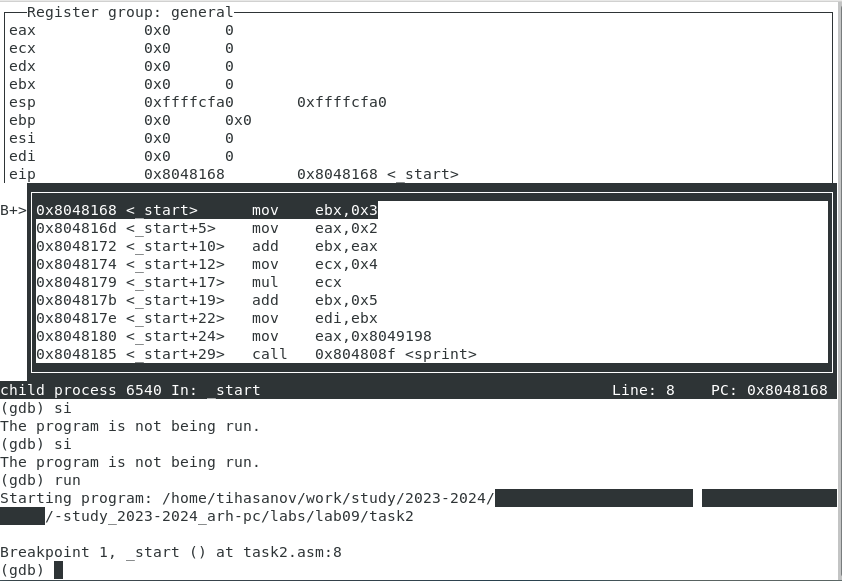 Register group: general
eax 0x0 0
ecx 0x0 0
edx 0x0 0
ebx 0x0 0
esp 0xffffcfa0 0xffffcfa0
ebp 0x0 0x0
esi 0x0 0
edi 0x0 0
eip 0x8048168 0x8048168 <_start>
B+> 0x8048168 <_start> mov ebx,0x3
0x804816d <_start+5> mov eax,0x2
0x8048172 <_start+10> add ebx,eax
0x8048174 <_start+12> mov ecx,0x4
0x8048179 <_start+17> mul ecx
0x804817b <_start+19> add ebx,0x5
0x804817e <_start+22> mov edi,ebx
0x8048180 <_start+24> mov eax,0x8049198
0x8048185 <_start+29> call 0x804808f <sprint>
child process 6540 In: _start Line: 8 PC: 0x8048168
(gdb) si
The program is not being run.
(gdb) si
The program is not being run.
(gdb) run
Starting program: /home/tihasanov/work/study/2023-2024/
/-study_2023-2024_arh-pc/labs/lab09/task2
Breakpoint 1, _start () at task2.asm:8
(gdb)